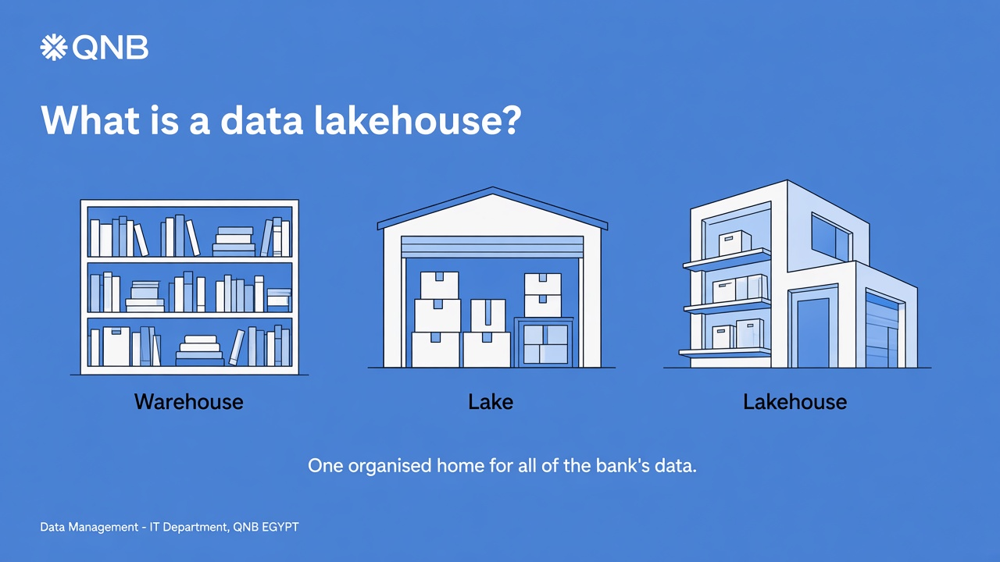 QNB
What is a data lakehouse?
Warehouse
Lake
Lakehouse
One organised home for all of the bank's data.
Data Management - IT Department, QNB EGYPT